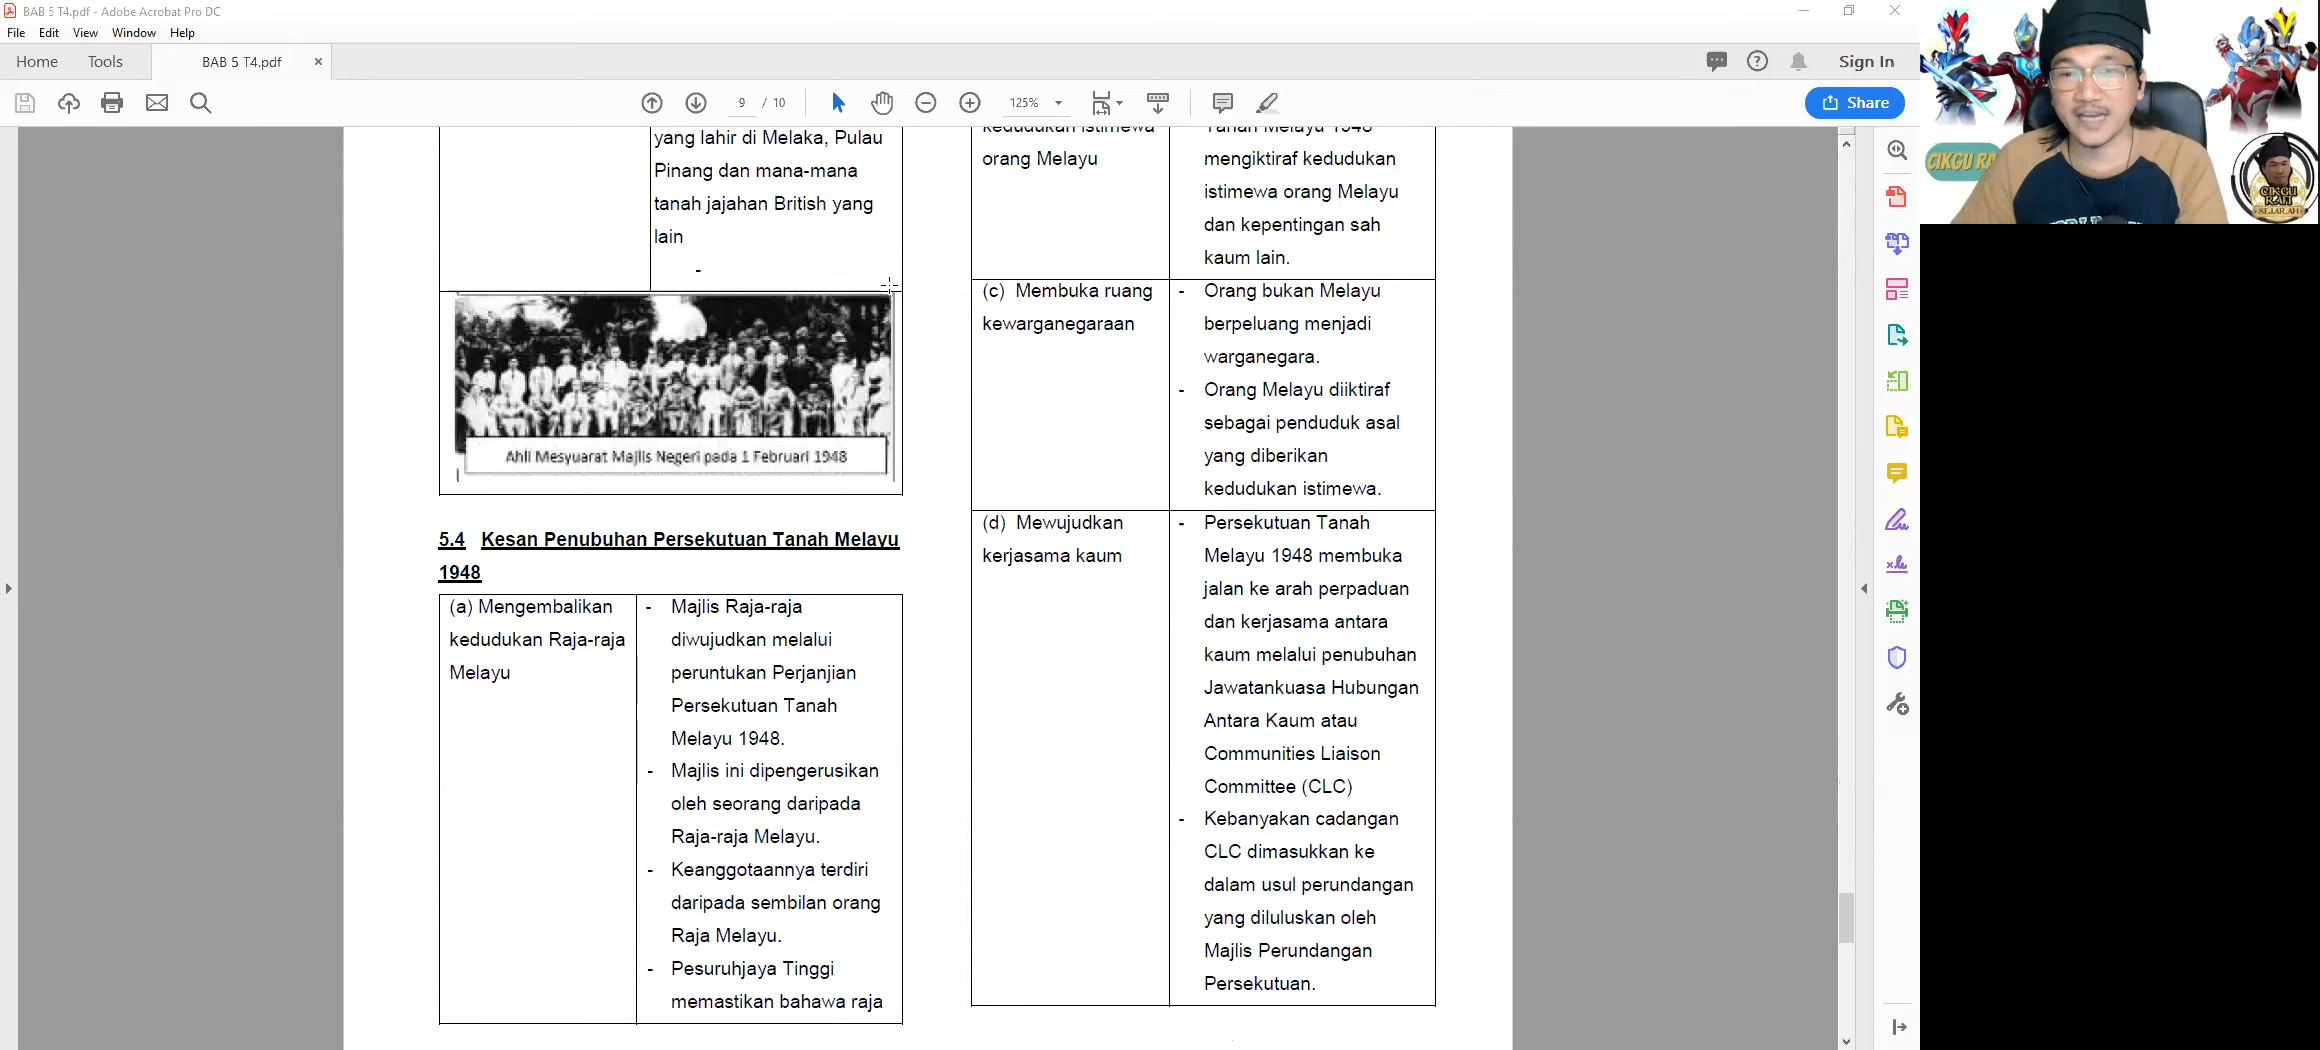 BAB 5 T4.pdf - Adobe Acrobat Pro DC
File Edit View Window Help
Home Tools BAB 5 T4.pdf × Sign In
9 / 10 125% Share
yang lahir di Melaka, Pulau
Pinang dan mana-mana
tanah jajahan British yang
lain
-
Ahli Mesyuarat Majlis Negeri pada 1 Februari 1948
5.4 Kesan Penubuhan Persekutuan Tanah Melayu
1948
(a) Mengembalikan
kedudukan Raja-raja
Melayu
- Majlis Raja-raja
diwujudkan melalui
peruntukan Perjanjian
Persekutuan Tanah
Melayu 1948.
- Majlis ini dipengerusikan
oleh seorang daripada
Raja-raja Melayu.
- Keanggotaannya terdiri
daripada sembilan orang
Raja Melayu.
- Pesuruhjaya Tinggi
memastikan bahawa raja
kedudukan istimewa
orang Melayu
Tanah Melayu 1948
mengiktiraf kedudukan
istimewa orang Melayu
dan kepentingan sah
kaum lain.
(c) Membuka ruang
kewarganegaraan
- Orang bukan Melayu
berpeluang menjadi
warganegara.
- Orang Melayu diiktiraf
sebagai penduduk asal
yang diberikan
kedudukan istimewa.
(d) Mewujudkan
kerjasama kaum
- Persekutuan Tanah
Melayu 1948 membuka
jalan ke arah perpaduan
dan kerjasama antara
kaum melalui penubuhan
Jawatankuasa Hubungan
Antara Kaum atau
Communities Liaison
Committee (CLC)
- Kebanyakan cadangan
CLC dimasukkan ke
dalam usul perundangan
yang diluluskan oleh
Majlis Perundangan
Persekutuan.
CIKGU
CIKGU
RAFI
SEJARAH